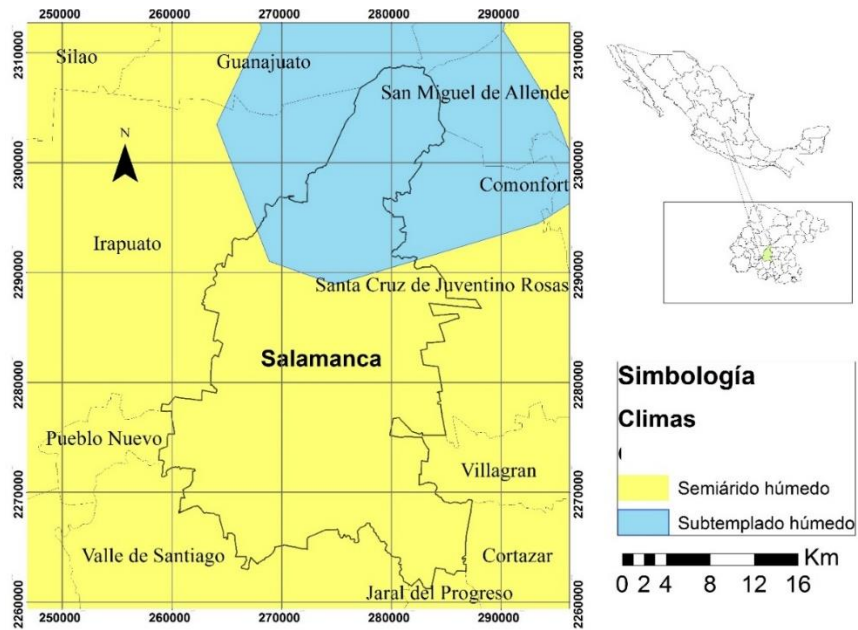 250000 260000 270000 280000 290000
2310000 2310000
Silao
Guanajuato
San Miguel de Allende
N
2300000 2300000
Comonfort
Irapuato
2290000 2290000
Santa Cruz de Juventino Rosas
Salamanca
2280000 2280000
Pueblo Nuevo
Villagran
2270000 2270000
Valle de Santiago
Cortazar
Jaral del Progreso
2260000 2260000
250000 260000 270000 280000 290000
Simbología
Climas
Semiárido húmedo
Subtemplado húmedo
Km
0 2 4 8 12 16